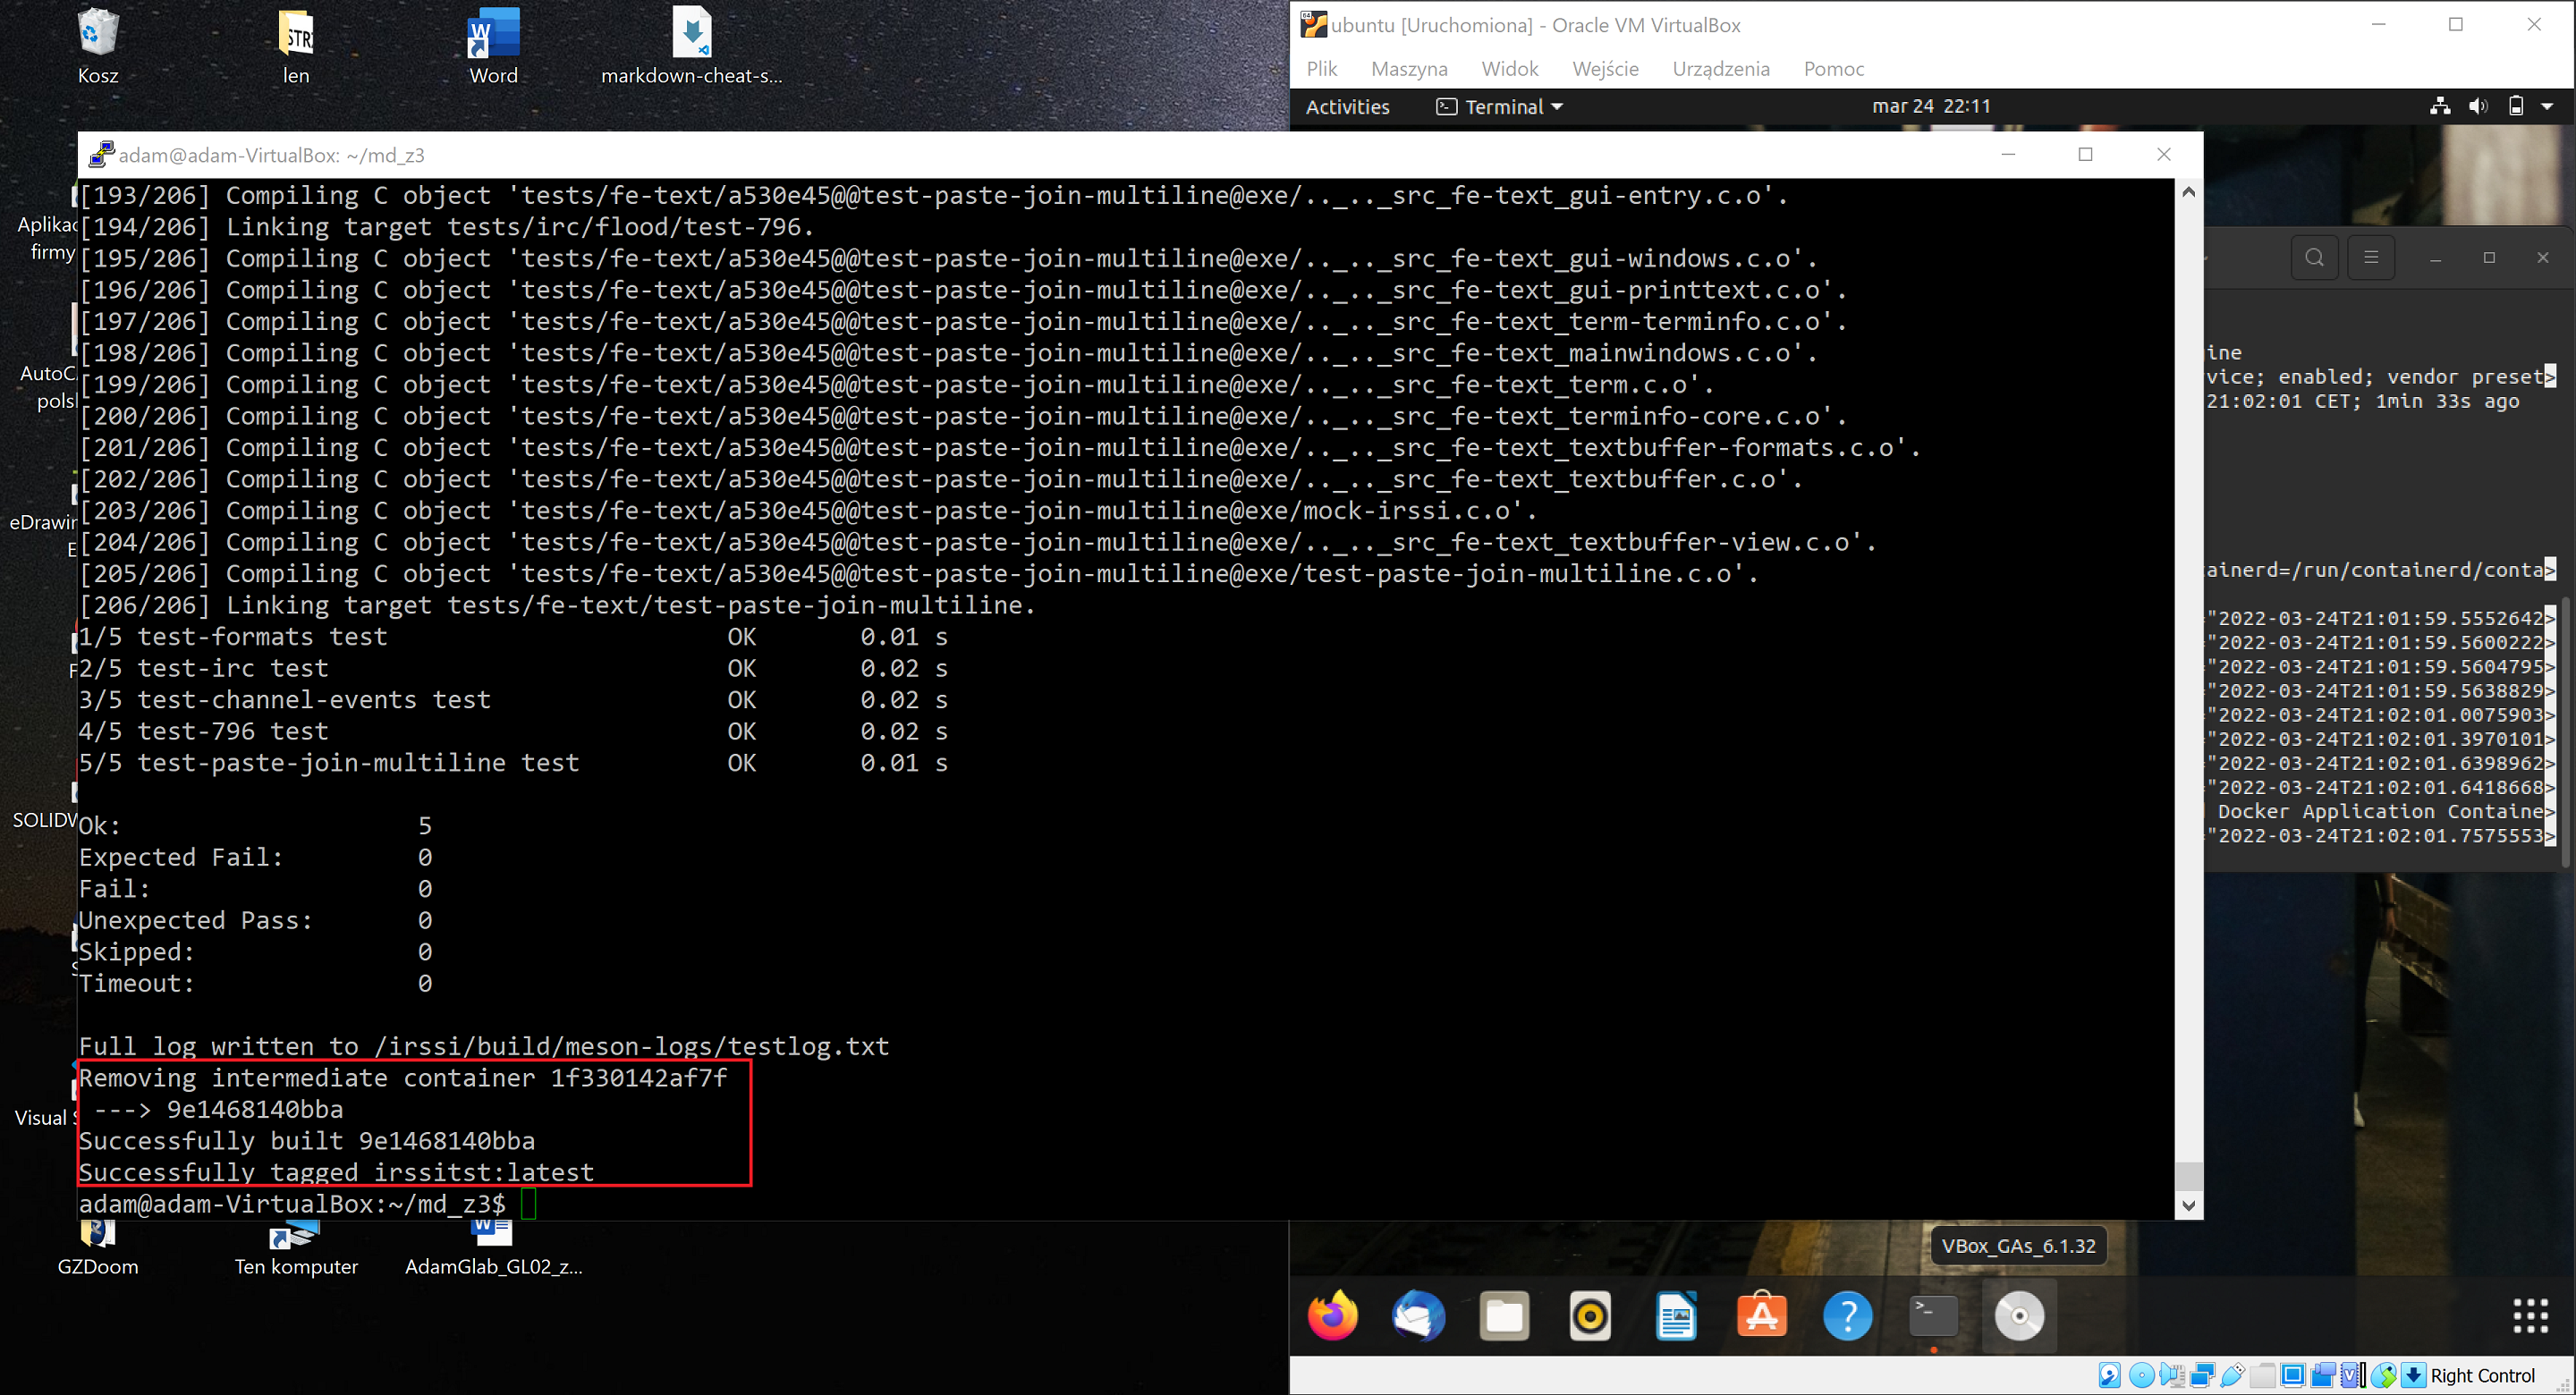 Kosz
len
Word
markdown-cheat-s...
ubuntu [Uruchomiona] - Oracle VM VirtualBox
Plik Maszyna Widok Wejście Urządzenia Pomoc
Activities Terminal mar 24 22:11
adam@adam-VirtualBox: ~/md_z3
[193/206] Compiling C object 'tests/fe-text/a530e45@@test-paste-join-multiline@exe/.._.._src_fe-text_gui-entry.c.o'.
[194/206] Linking target tests/irc/flood/test-796.
[195/206] Compiling C object 'tests/fe-text/a530e45@@test-paste-join-multiline@exe/.._.._src_fe-text_gui-windows.c.o'.
[196/206] Compiling C object 'tests/fe-text/a530e45@@test-paste-join-multiline@exe/.._.._src_fe-text_gui-printtext.c.o'.
[197/206] Compiling C object 'tests/fe-text/a530e45@@test-paste-join-multiline@exe/.._.._src_fe-text_term-terminfo.c.o'.
[198/206] Compiling C object 'tests/fe-text/a530e45@@test-paste-join-multiline@exe/.._.._src_fe-text_mainwindows.c.o'.
[199/206] Compiling C object 'tests/fe-text/a530e45@@test-paste-join-multiline@exe/.._.._src_fe-text_term.c.o'.
[200/206] Compiling C object 'tests/fe-text/a530e45@@test-paste-join-multiline@exe/.._.._src_fe-text_terminfo-core.c.o'.
[201/206] Compiling C object 'tests/fe-text/a530e45@@test-paste-join-multiline@exe/.._.._src_fe-text_textbuffer-formats.c.o'.
[202/206] Compiling C object 'tests/fe-text/a530e45@@test-paste-join-multiline@exe/.._.._src_fe-text_textbuffer.c.o'.
[203/206] Compiling C object 'tests/fe-text/a530e45@@test-paste-join-multiline@exe/mock-irssi.c.o'.
[204/206] Compiling C object 'tests/fe-text/a530e45@@test-paste-join-multiline@exe/.._.._src_fe-text_textbuffer-view.c.o'.
[205/206] Compiling C object 'tests/fe-text/a530e45@@test-paste-join-multiline@exe/test-paste-join-multiline.c.o'.
[206/206] Linking target tests/fe-text/test-paste-join-multiline.
1/5 test-formats test OK 0.01 s
2/5 test-irc test OK 0.02 s
3/5 test-channel-events test OK 0.02 s
4/5 test-796 test OK 0.02 s
5/5 test-paste-join-multiline test OK 0.01 s
Ok: 5
Expected Fail: 0
Fail: 0
Unexpected Pass: 0
Skipped: 0
Timeout: 0
Full log written to /irssi/build/meson-logs/testlog.txt
Removing intermediate container 1f330142af7f
---> 9e1468140bba
Successfully built 9e1468140bba
Successfully tagged irssitst:latest
adam@adam-VirtualBox:~/md_z3$
Aplikac
firmy
AutoCA
polsk
eDrawin
E
F
SOLIDW
S
Visual S
ine
vice; enabled; vendor preset>
21:02:01 CET; 1min 33s ago
ainerd=/run/containerd/conta>
"2022-03-24T21:01:59.5552642>
"2022-03-24T21:01:59.5600222>
"2022-03-24T21:01:59.5604795>
"2022-03-24T21:01:59.5638829>
"2022-03-24T21:02:01.0075903>
"2022-03-24T21:02:01.3970101>
"2022-03-24T21:02:01.6398962>
"2022-03-24T21:02:01.6418668>
Docker Application Containe>
"2022-03-24T21:02:01.7575553>
GZDoom
Ten komputer
AdamGlab_GL02_z...
VBox_GAs_6.1.32
Right Control